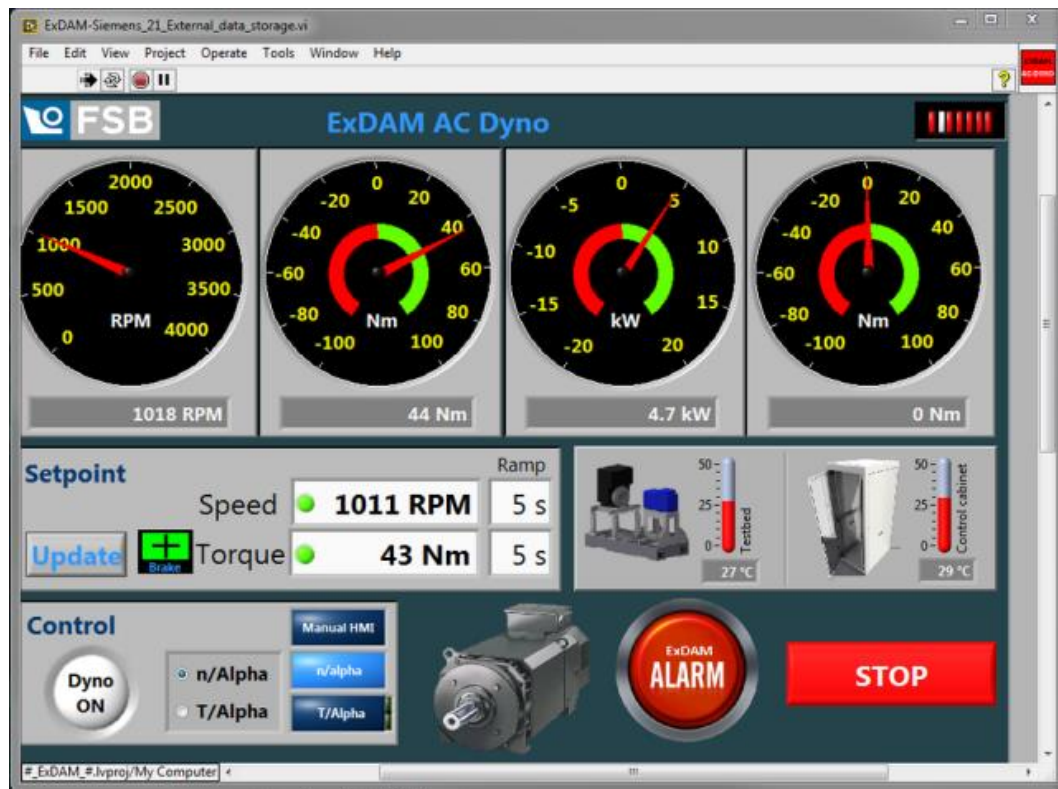 ExDAM-Siemens_21_External_data_storage.vi
File Edit View Project Operate Tools Window Help
FSB
ExDAM AC Dyno
0 500 1000 1500 2000 2500 3000 3500 4000
RPM
1018 RPM
-100 -80 -60 -40 -20 0 20 40 60 80 100
Nm
44 Nm
-20 -15 -10 -5 0 5 10 15 20
kW
4.7 kW
-100 -80 -60 -40 -20 0 20 40 60 80 100
Nm
0 Nm
Setpoint
Ramp
Speed 1011 RPM 5 s
Update Brake Torque 43 Nm 5 s
50
25
0
Testbed
27 °C
50
25
0
Control cabinet
29 °C
Control
Dyno
ON
n/Alpha
T/Alpha
Manual HMI
n/alpha
T/Alpha
ExDAM
ALARM
STOP
#_ExDAM_#.lvproj/My Computer